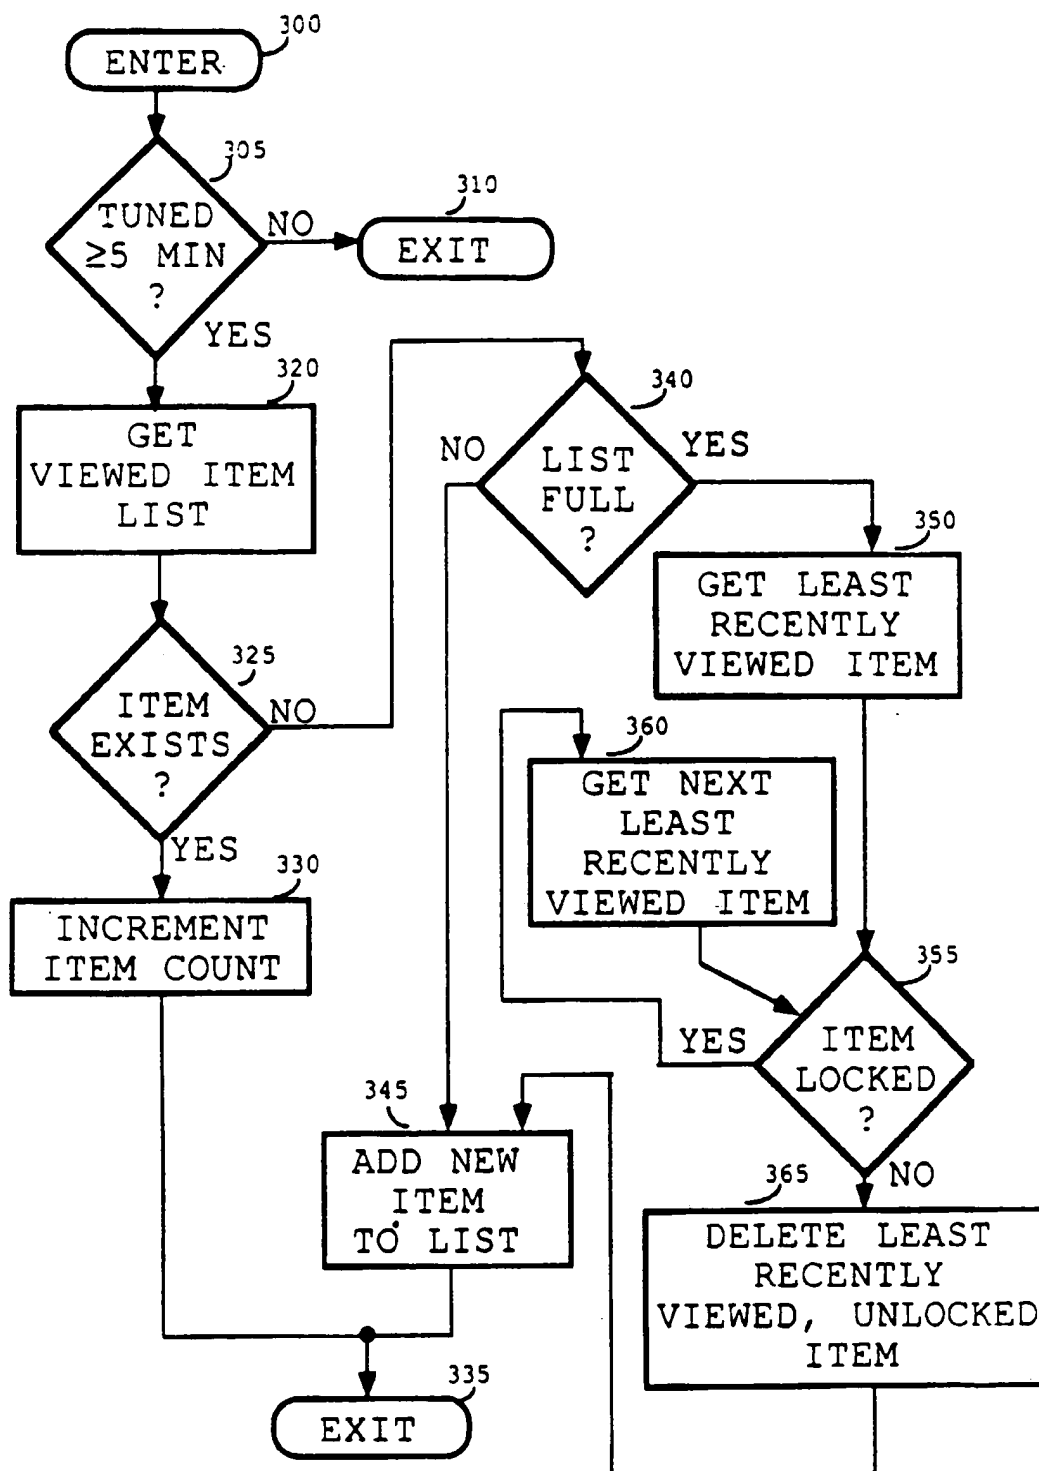 300
ENTER
305
TUNED
≥5 MIN
?
NO
310
EXIT
YES
320
GET
VIEWED ITEM
LIST
325
ITEM
EXISTS
?
NO
YES
330
INCREMENT
ITEM COUNT
340
LIST
FULL
?
NO
YES
350
GET LEAST
RECENTLY
VIEWED ITEM
360
GET NEXT
LEAST
RECENTLY
VIEWED ITEM
355
ITEM
LOCKED
?
YES
NO
345
ADD NEW
ITEM
TO LIST
365
DELETE LEAST
RECENTLY
VIEWED, UNLOCKED
ITEM
335
EXIT